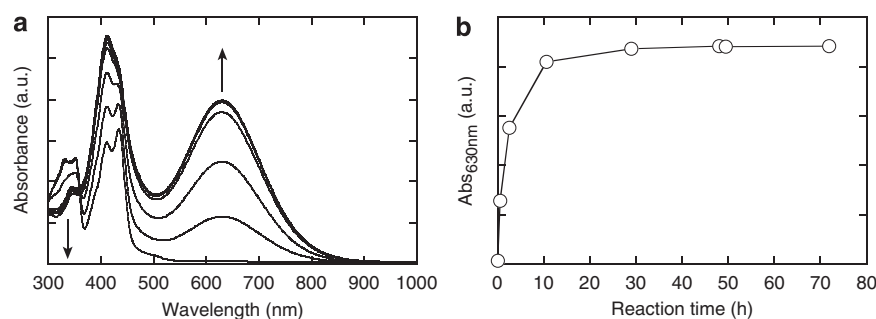 a
Absorbance (a.u.)
300 400 500 600 700 800 900 1000
Wavelength (nm)
b
Abs630nm (a.u.)
0 10 20 30 40 50 60 70 80
Reaction time (h)